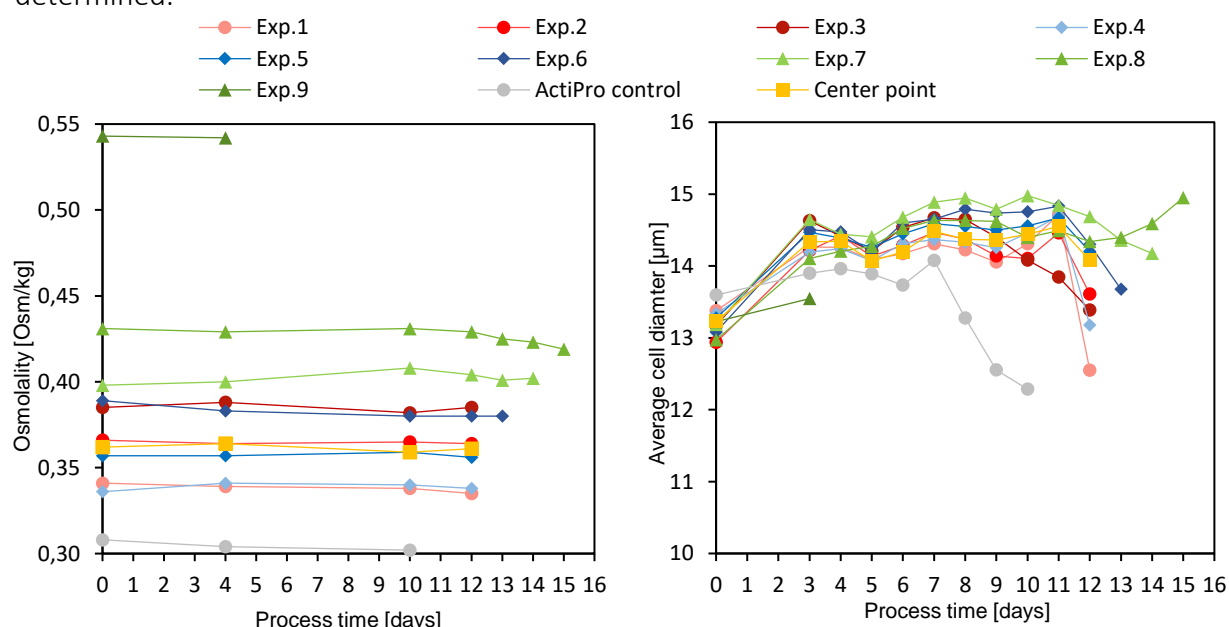 determined.
Exp.1 Exp.2 Exp.3 Exp.4
Exp.5 Exp.6 Exp.7 Exp.8
Exp.9 ActiPro control Center point
0,55
0,50
0,45
0,40
0,35
0,30
Osmolality [Osm/kg]
0 1 2 3 4 5 6 7 8 9 10 11 12 13 14 15 16
Process time [days]
16
15
14
13
12
11
10
Average cell diamter [µm]
0 1 2 3 4 5 6 7 8 9 10 11 12 13 14 15 16
Process time [days]